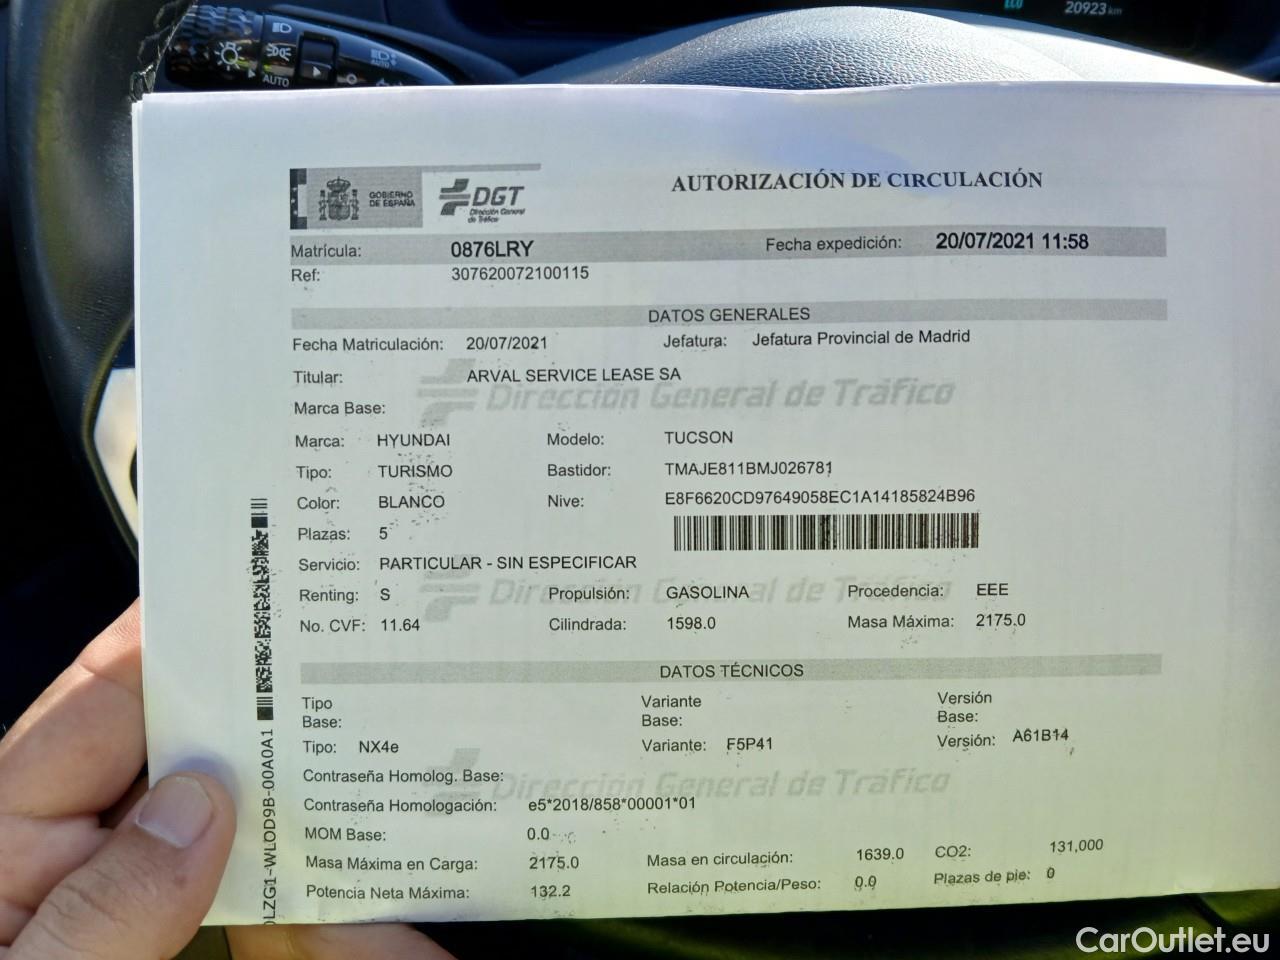 ECO
20923 km
AUTO
AUTO
GOBIERNO DE ESPAÑA
DGT
Dirección General de Tráfico
AUTORIZACIÓN DE CIRCULACIÓN
Matrícula: 0876LRY Fecha expedición: 20/07/2021 11:58
Ref: 307620072100115
DATOS GENERALES
Fecha Matriculación: 20/07/2021 Jefatura: Jefatura Provincial de Madrid
Titular: ARVAL SERVICE LEASE SA
Dirección General de Tráfico
Marca Base:
Marca: HYUNDAI Modelo: TUCSON
Tipo: TURISMO Bastidor: TMAJE811BMJ026781
Color: BLANCO Nive: E8F6620CD97649058EC1A14185824B96
Plazas: 5
Servicio: PARTICULAR - SIN ESPECIFICAR
Dirección General de Tráfico
Renting: S Propulsión: GASOLINA Procedencia: EEE
No. CVF: 11.64 Cilindrada: 1598.0 Masa Máxima: 2175.0
DATOS TÉCNICOS
Tipo Base: Variante Base: Versión Base:
Tipo: NX4e Variante: F5P41 Versión: A61B14
Contraseña Homolog. Base:
Dirección General de Tráfico
Contraseña Homologación: e5*2018/858*00001*01
MOM Base: 0.0
Masa Máxima en Carga: 2175.0 Masa en circulación: 1639.0 CO2: 131,000
Potencia Neta Máxima: 132.2 Relación Potencia/Peso: 0.0 Plazas de pie: 0
DLZG1-WLOD9B-00A0A1
CarOutlet.eu